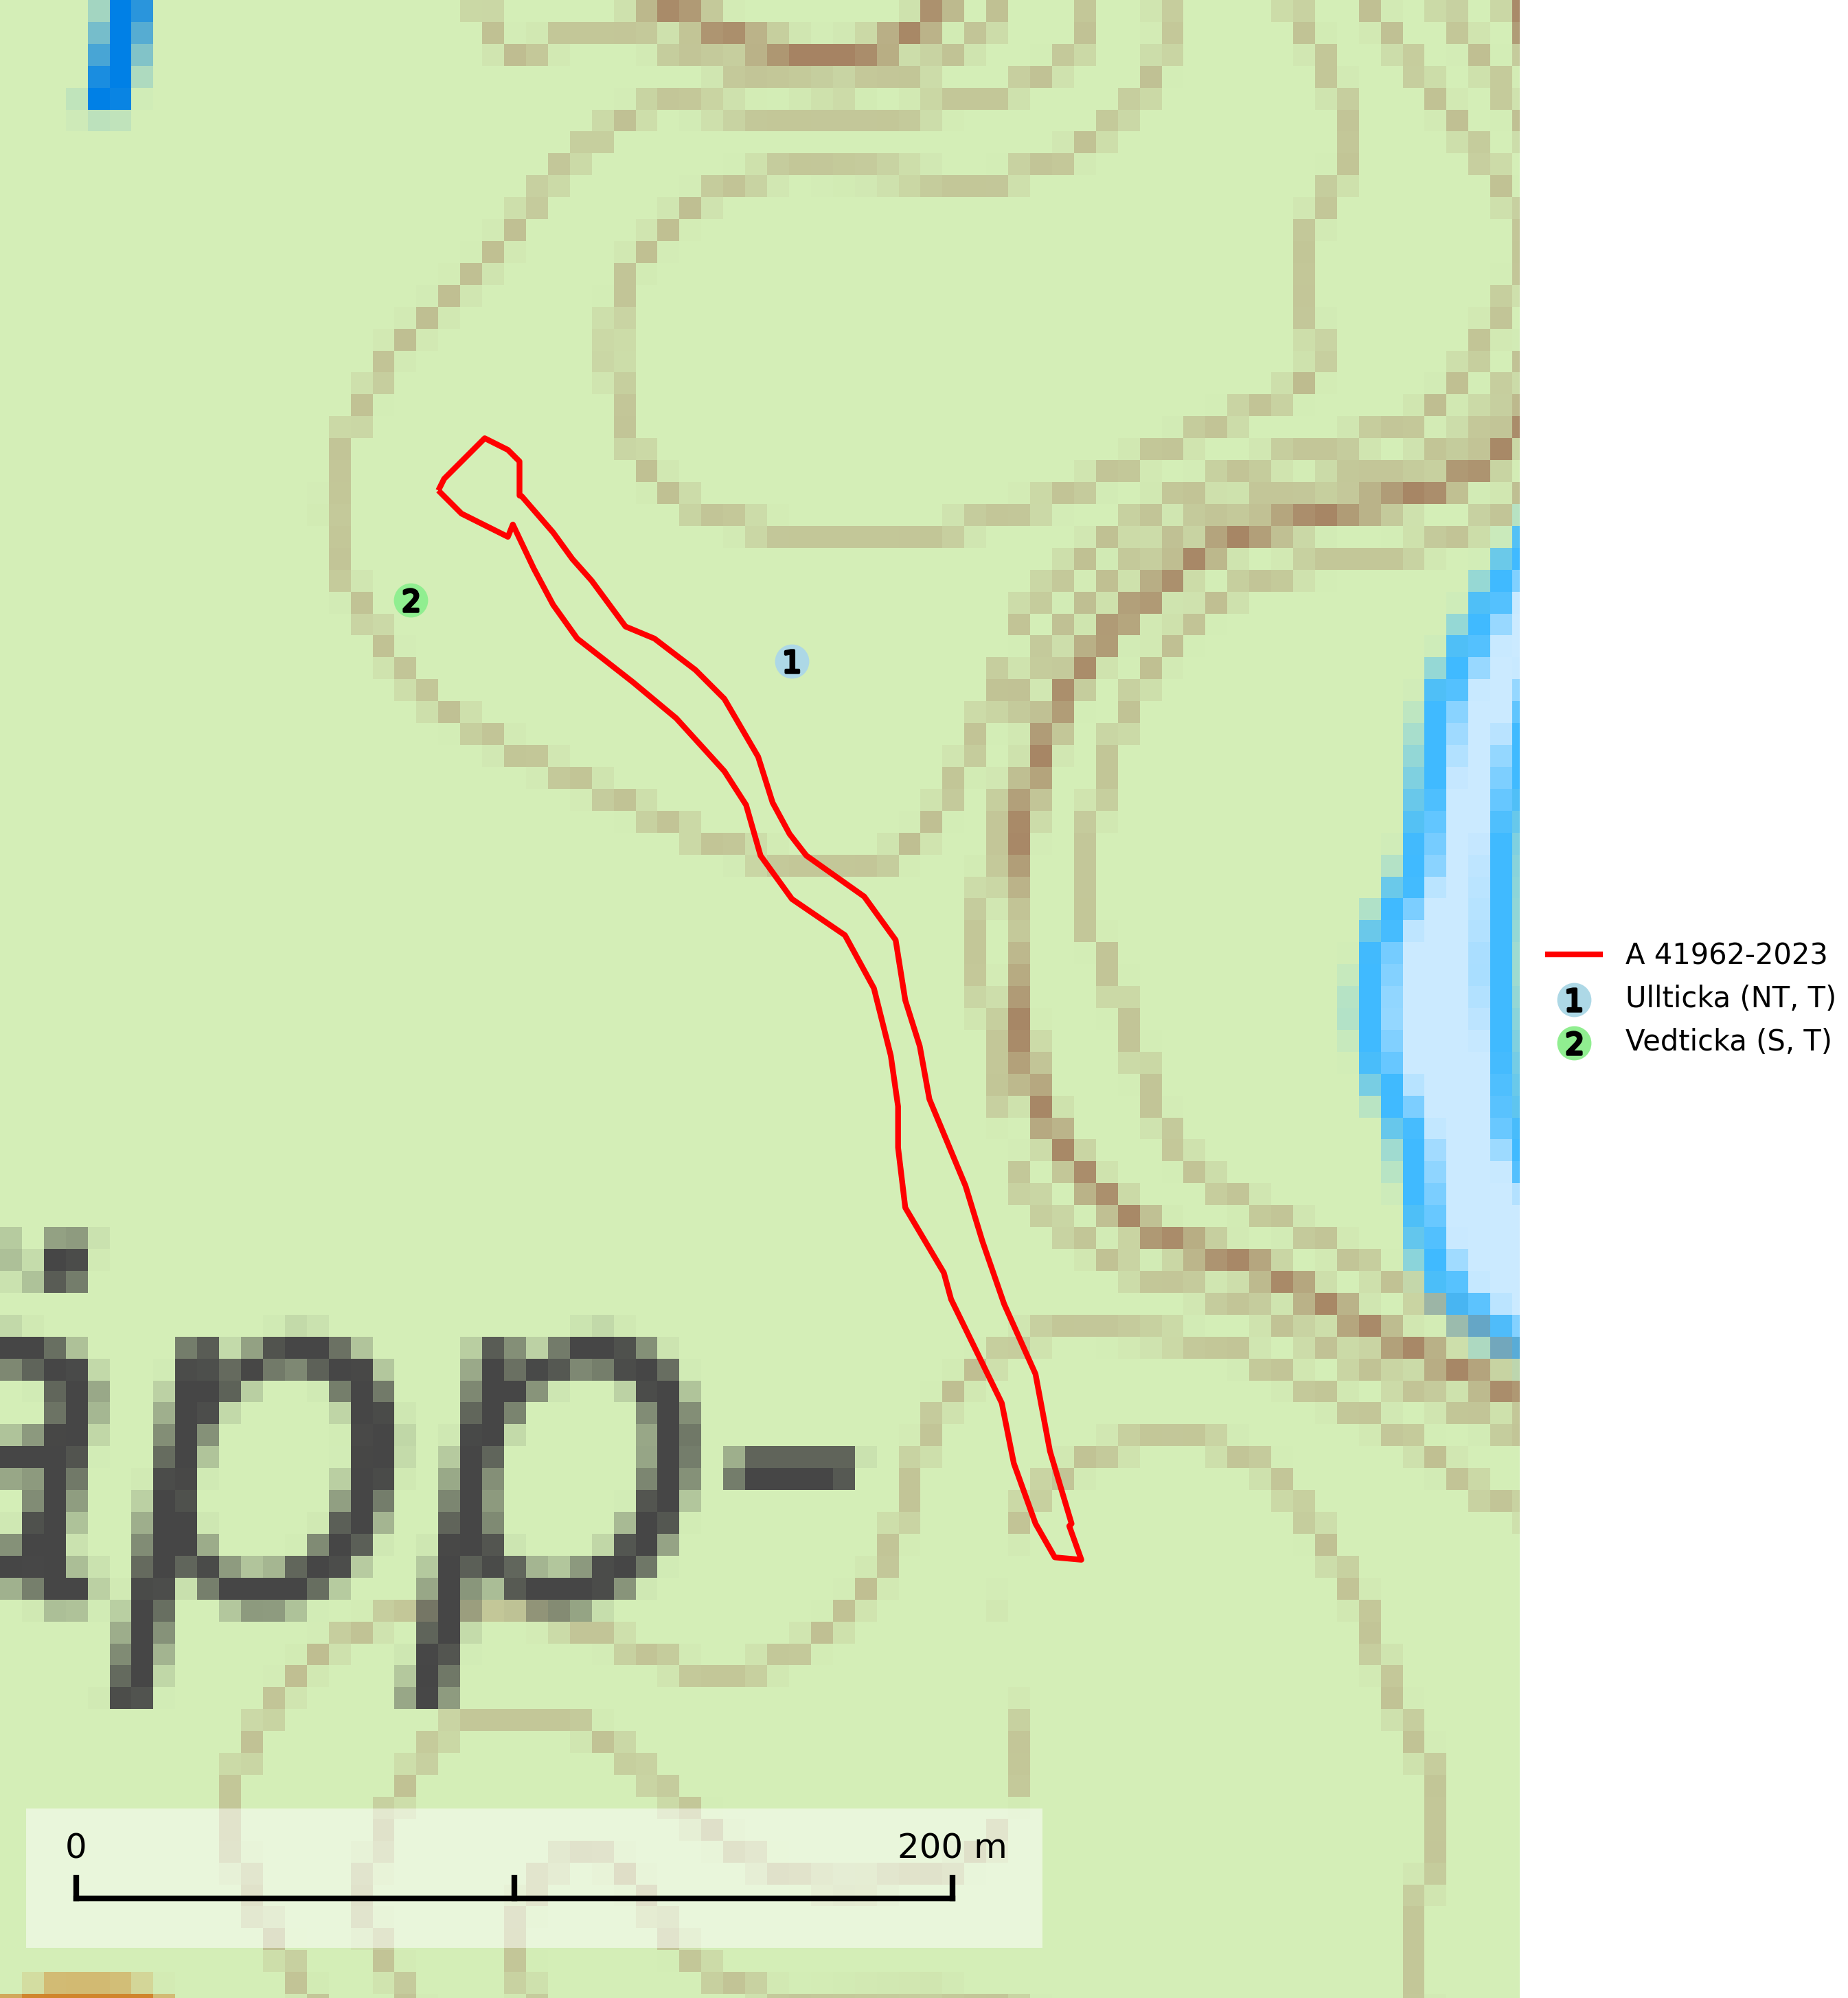 2
1
A 41962-2023
1 Ullticka (NT, T)
2 Vedticka (S, T)
äpp-
0 200 m